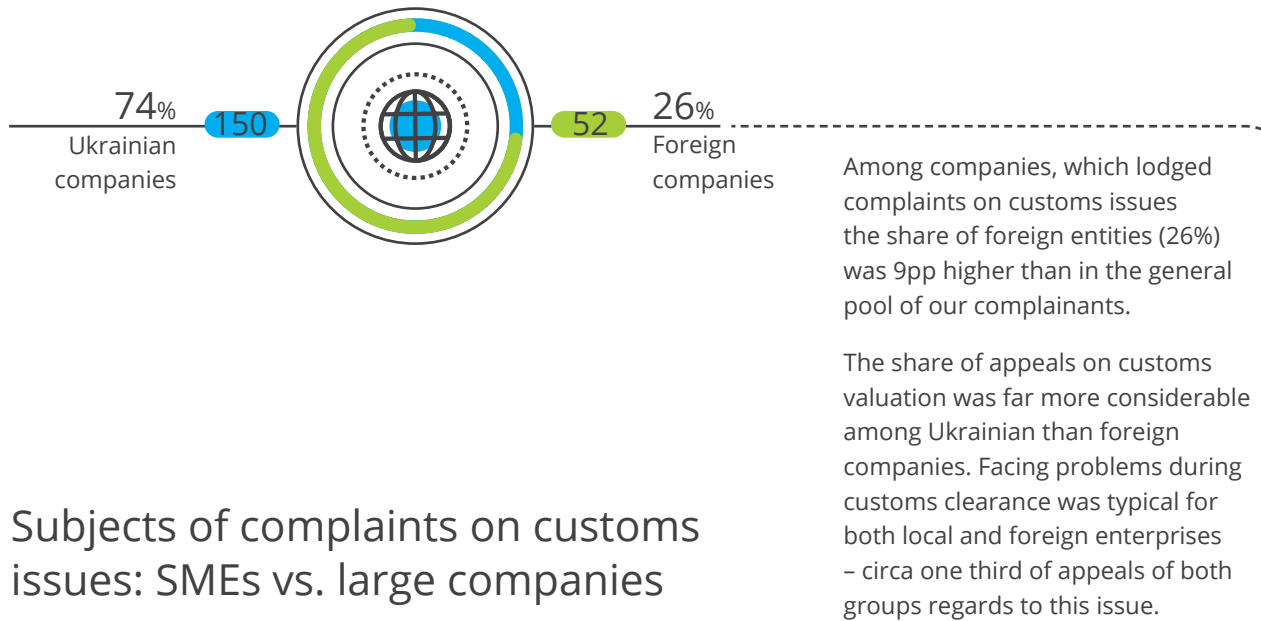 74%
Ukrainian
companies
150
52
26%
Foreign
companies
Among companies, which lodged
complaints on customs issues
the share of foreign entities (26%)
was 9pp higher than in the general
pool of our complainants.
The share of appeals on customs
valuation was far more considerable
among Ukrainian than foreign
companies. Facing problems during
customs clearance was typical for
both local and foreign enterprises
– circa one third of appeals of both
groups regards to this issue.
Subjects of complaints on customs
issues: SMEs vs. large companies